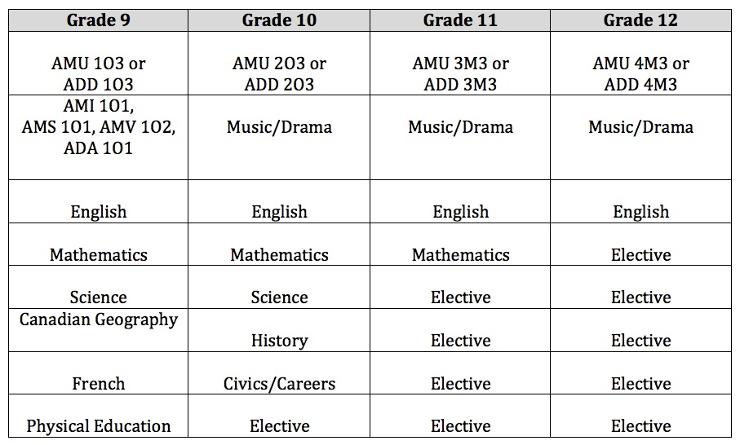 Grade 9 Grade 10 Grade 11 Grade 12
AMU 1O3 or AMU 2O3 or AMU 3M3 or AMU 4M3 or
ADD 1O3 ADD 2O3 ADD 3M3 ADD 4M3
AMI 1O1,
AMS 1O1, AMV 1O2, Music/Drama Music/Drama Music/Drama
ADA 1O1
English English English English
Mathematics Mathematics Mathematics Elective
Science Science Elective Elective
Canadian Geography
History Elective Elective
French Civics/Careers Elective Elective
Physical Education Elective Elective Elective